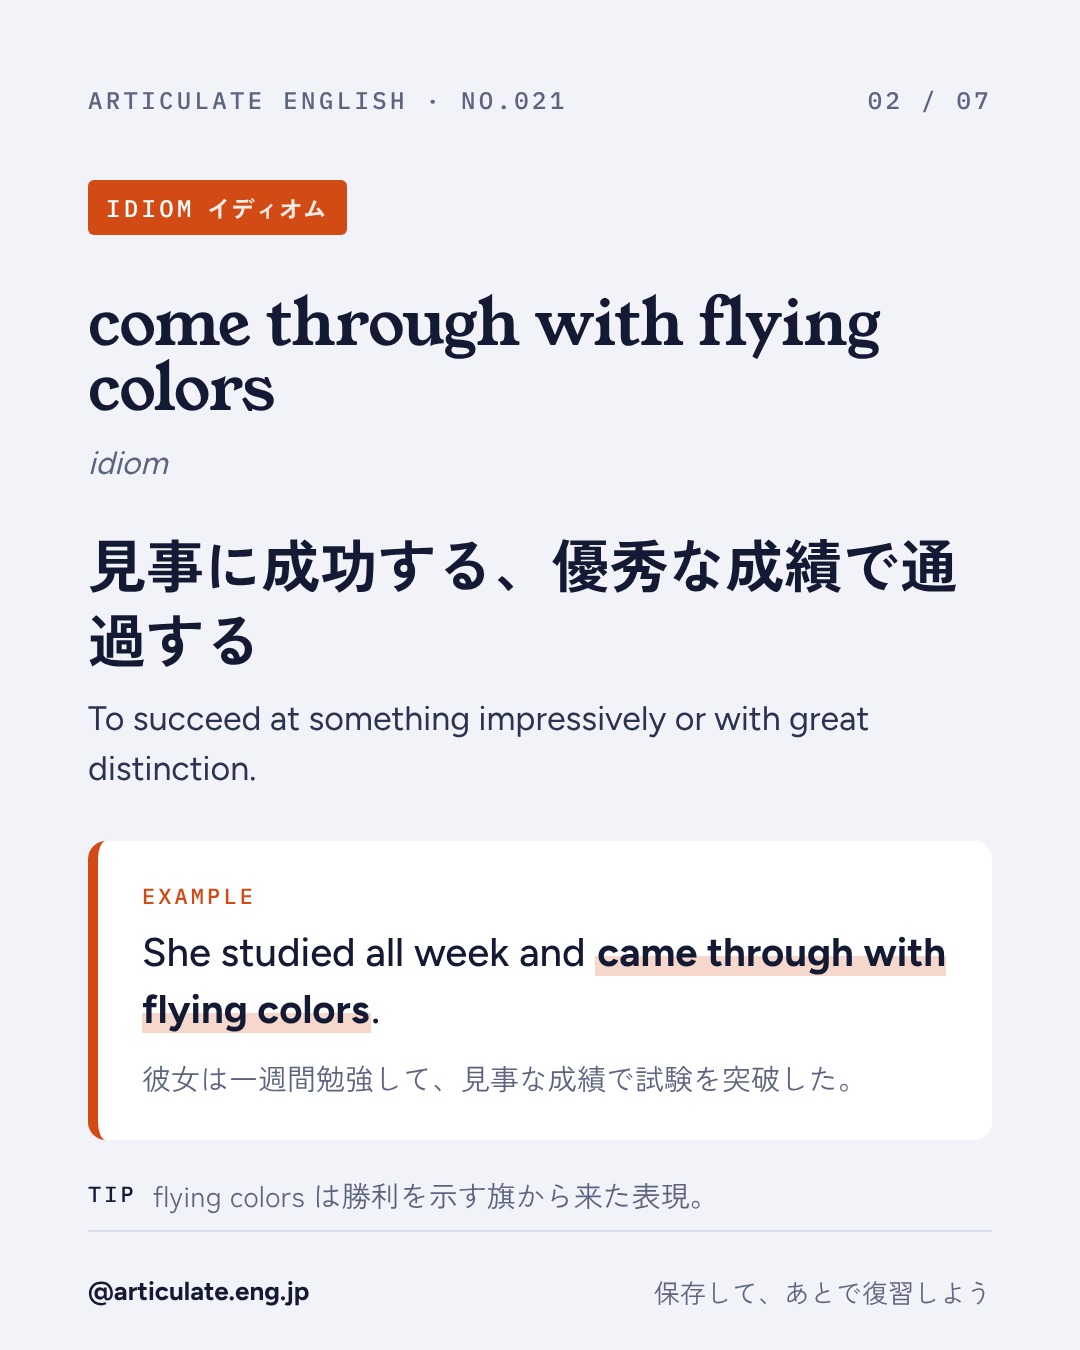 ARTICULATE ENGLISH · NO.021
02 / 07
IDIOM イディオム
come through with flying
colors
idiom
見事に成功する、優秀な成績で通
過する
To succeed at something impressively or with great
distinction.
EXAMPLE
She studied all week and came through with
flying colors.
彼女は一週間勉強して、見事な成績で試験を突破した。
TIP flying colors は勝利を示す旗から来た表現。
@articulate.eng.jp
保存して、あとで復習しよう